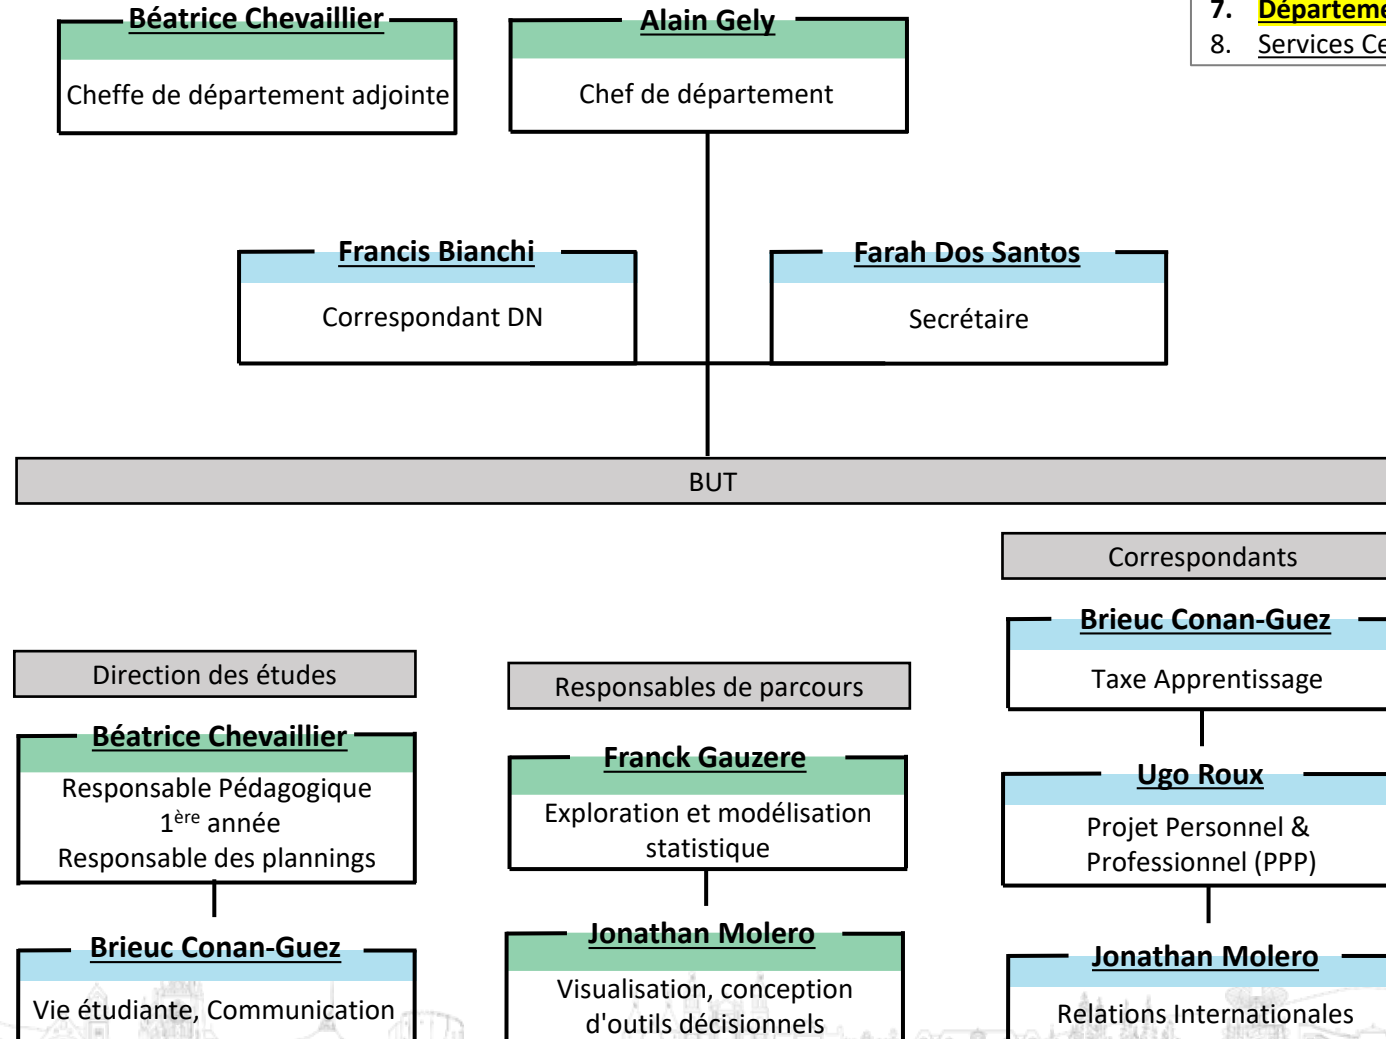 7. Départeme
8. Services Ce
Béatrice Chevaillier
Cheffe de département adjointe
Alain Gely
Chef de département
Francis Bianchi
Correspondant DN
Farah Dos Santos
Secrétaire
BUT
Direction des études
Béatrice Chevaillier
Responsable Pédagogique
1ère année
Responsable des plannings
Brieuc Conan-Guez
Vie étudiante, Communication
Responsables de parcours
Franck Gauzere
Exploration et modélisation
statistique
Jonathan Molero
Visualisation, conception
d'outils décisionnels
Correspondants
Brieuc Conan-Guez
Taxe Apprentissage
Ugo Roux
Projet Personnel &
Professionnel (PPP)
Jonathan Molero
Relations Internationales